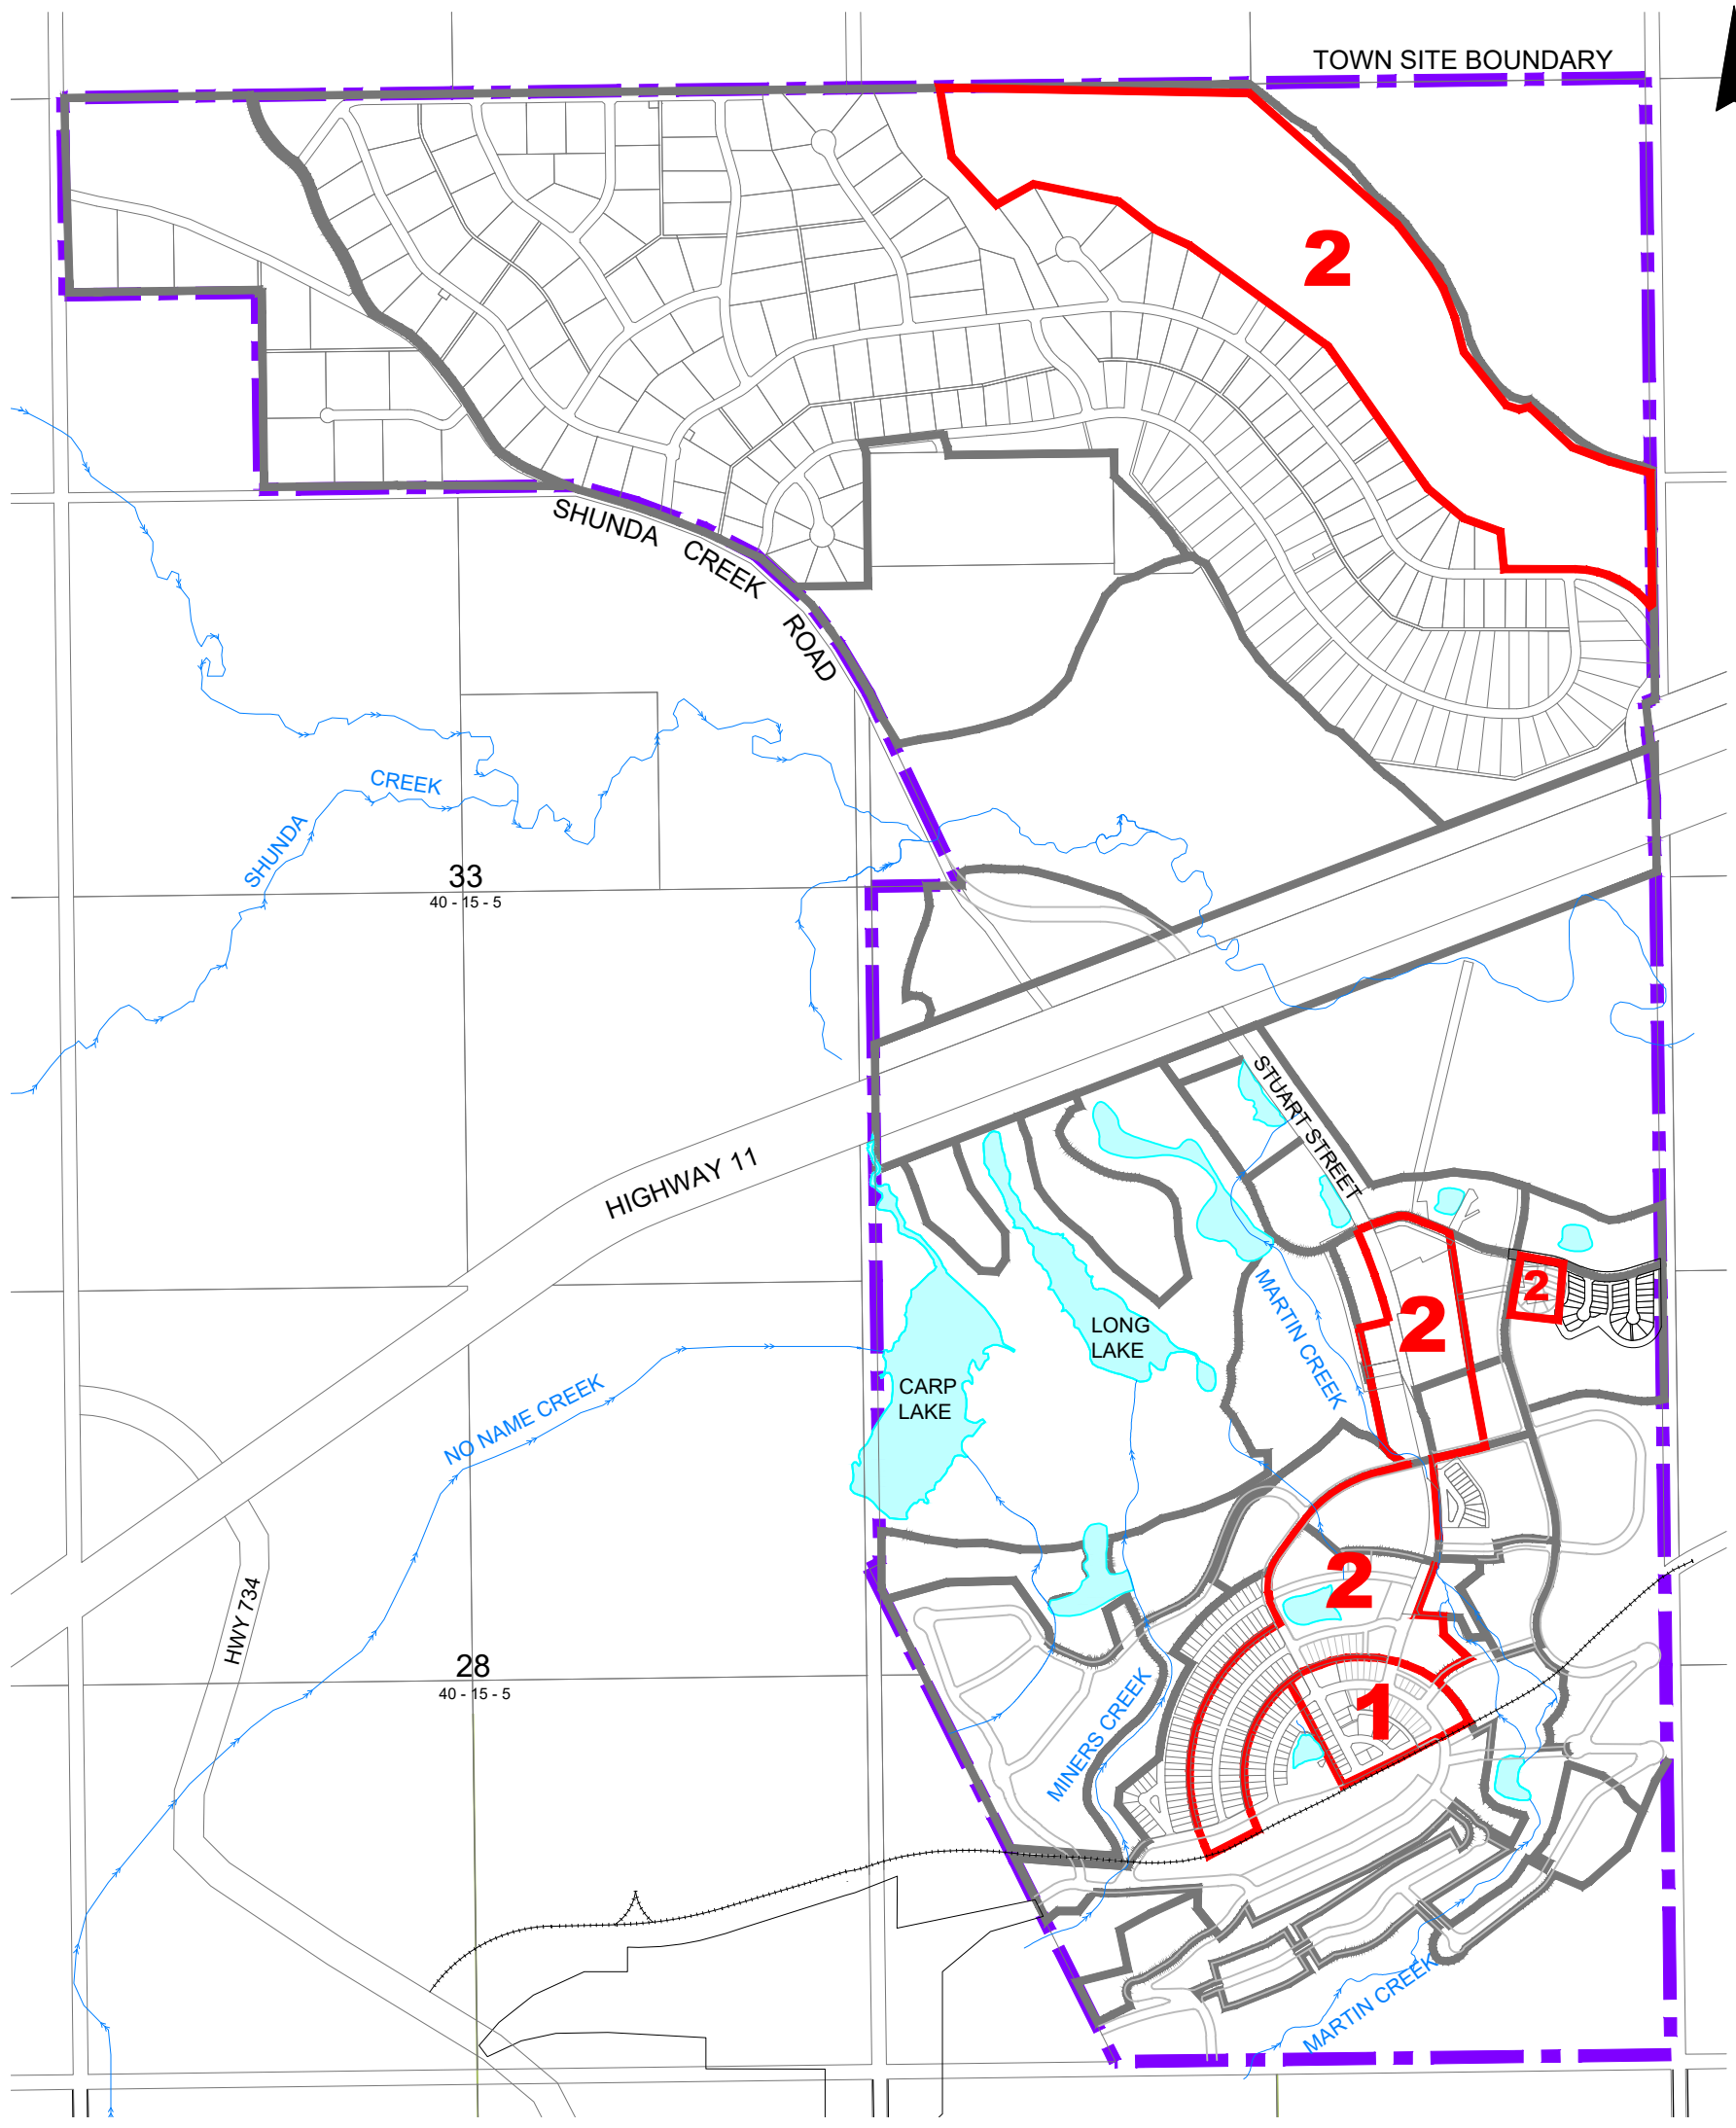 TOWN SITE BOUNDARY
2
SHUNDA CREEK ROAD
CREEK
SHUNDA
33
40 - 15 - 5
STUART STREET
HIGHWAY 11
2
2
MARTIN CREEK
LONG
LAKE
CARP
LAKE
NO NAME CREEK
2
HWY 734
28
40 - 15 - 5
1
MINERS CREEK
MARTIN CREEK